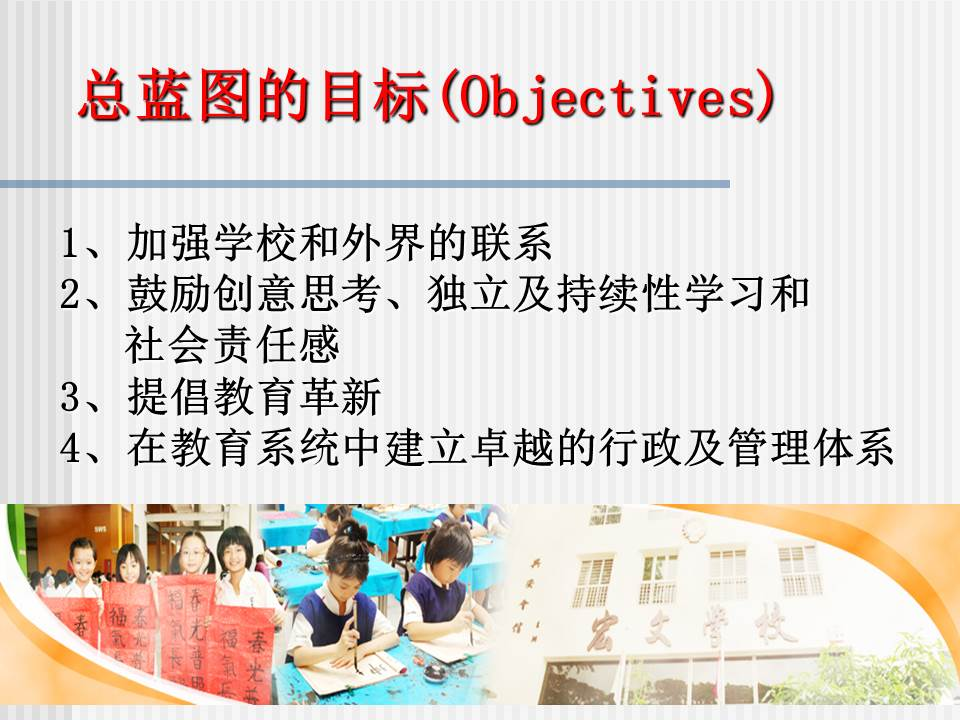 总蓝图的目标(Objectives)
1、加强学校和外界的联系
2、鼓励创意思考、独立及持续性学习和
社会责任感
3、提倡教育革新
4、在教育系统中建立卓越的行政及管理体系
宏文学校